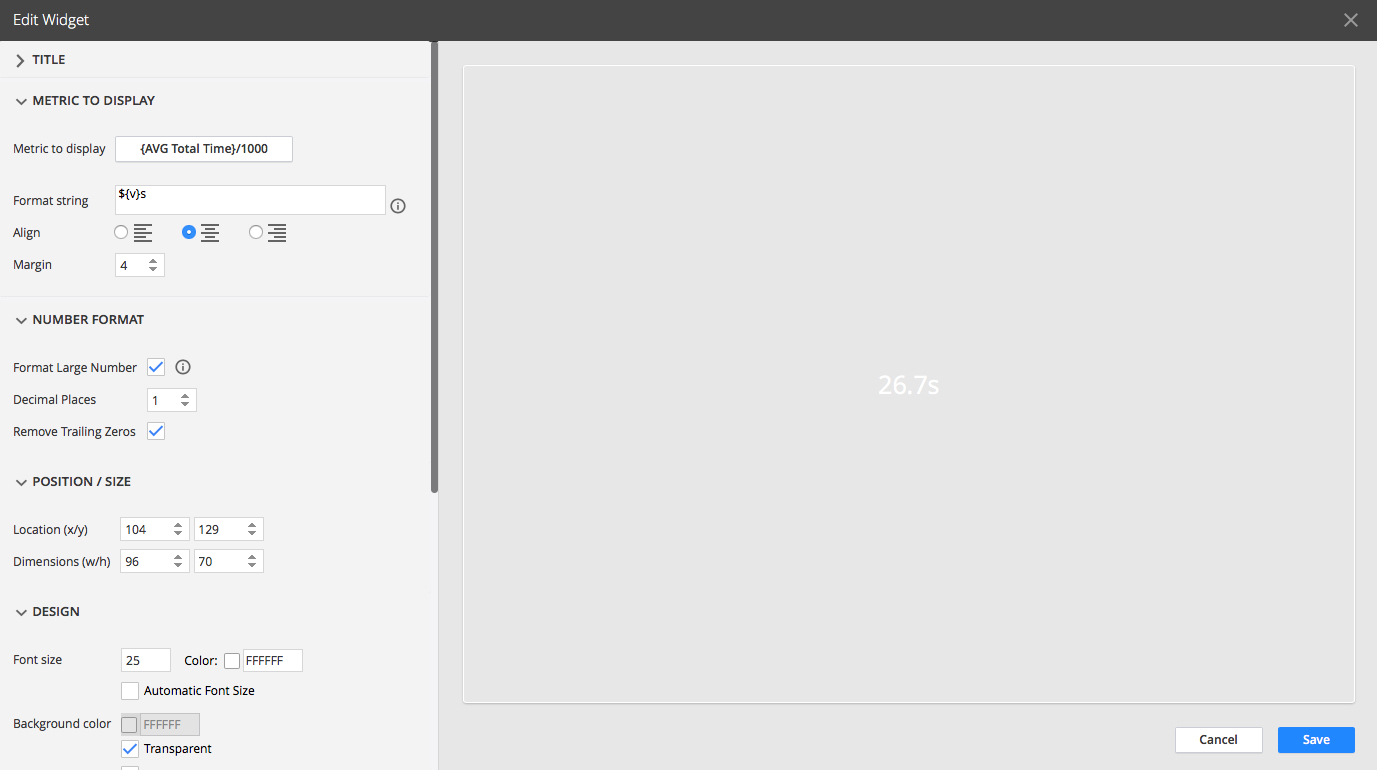 Edit Widget
TITLE
METRIC TO DISPLAY
Metric to display {AVG Total Time}/1000
Format string ${v}s
Align
Margin 4
NUMBER FORMAT
Format Large Number
Decimal Places 1
Remove Trailing Zeros
POSITION / SIZE
Location (x/y) 104 129
Dimensions (w/h) 96 70
DESIGN
Font size 25 Color: FFFFFF
Automatic Font Size
Background color FFFFFF
Transparent
26.7s
Cancel Save